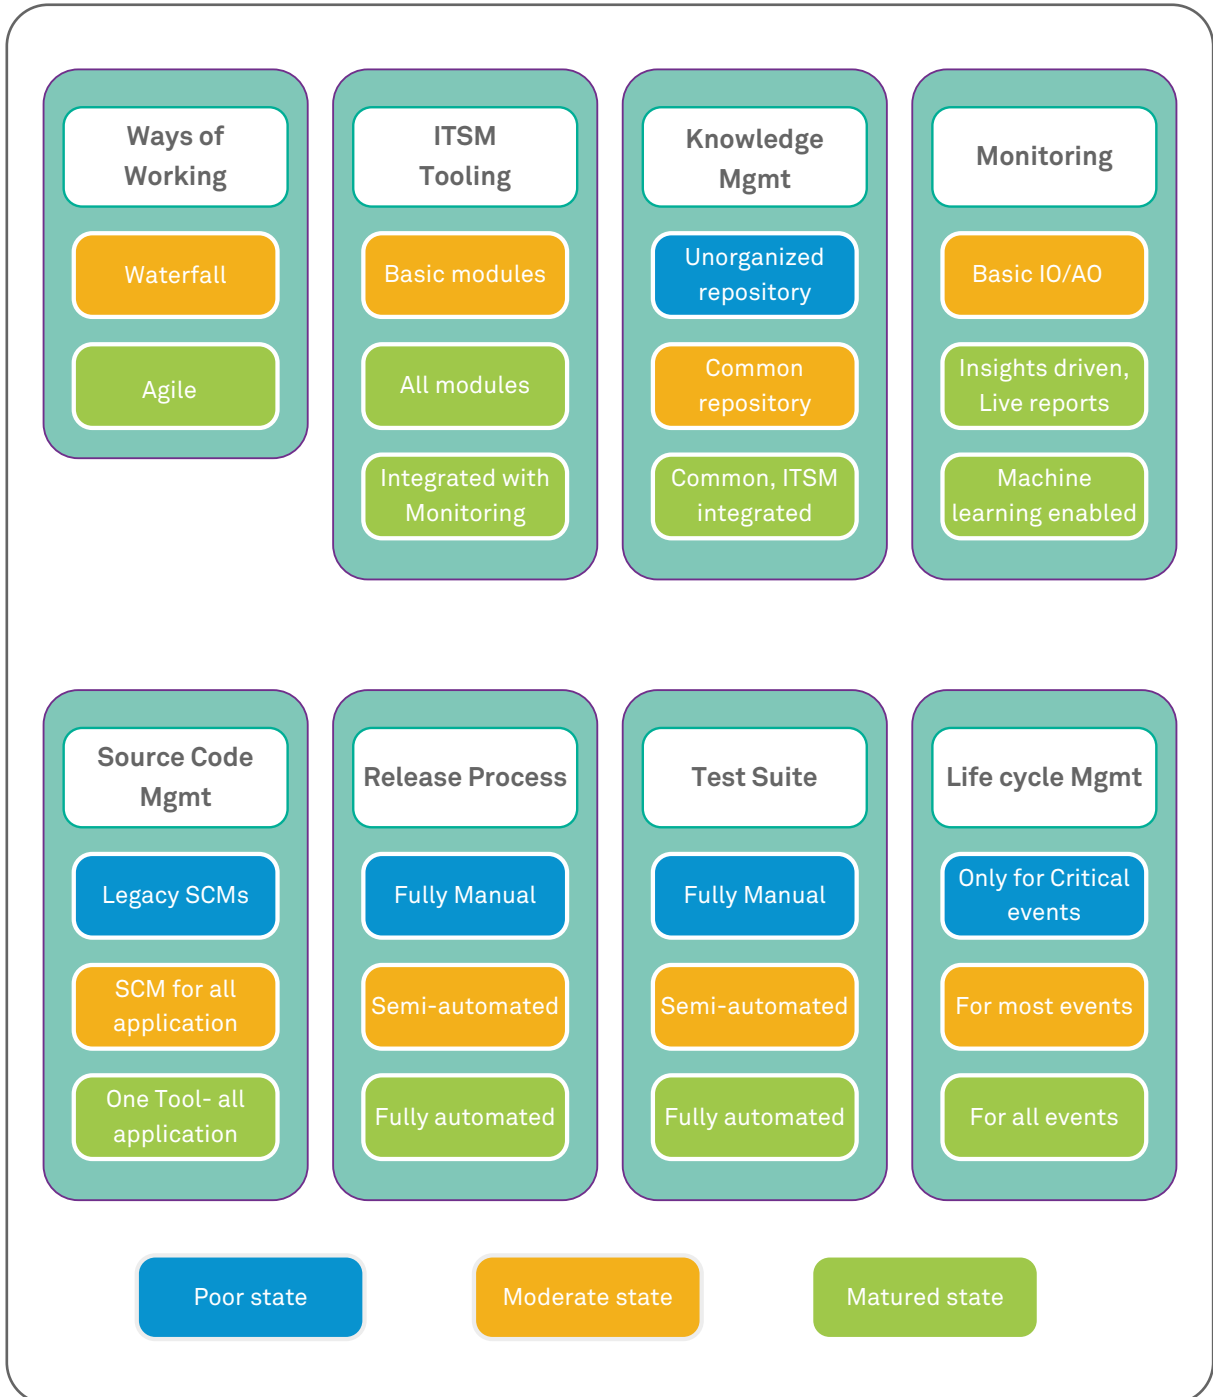 Ways of
Working
Waterfall
Agile
ITSM
Tooling
Basic modules
All modules
Integrated with
Monitoring
Knowledge
Mgmt
Unorganized
repository
Common
repository
Common, ITSM
integrated
Monitoring
Basic IO/AO
Insights driven,
Live reports
Machine
learning enabled
Source Code
Mgmt
Legacy SCMs
SCM for all
application
One Tool- all
application
Release Process
Fully Manual
Semi-automated
Fully automated
Test Suite
Fully Manual
Semi-automated
Fully automated
Life cycle Mgmt
Only for Critical
events
For most events
For all events
Poor state
Moderate state
Matured state